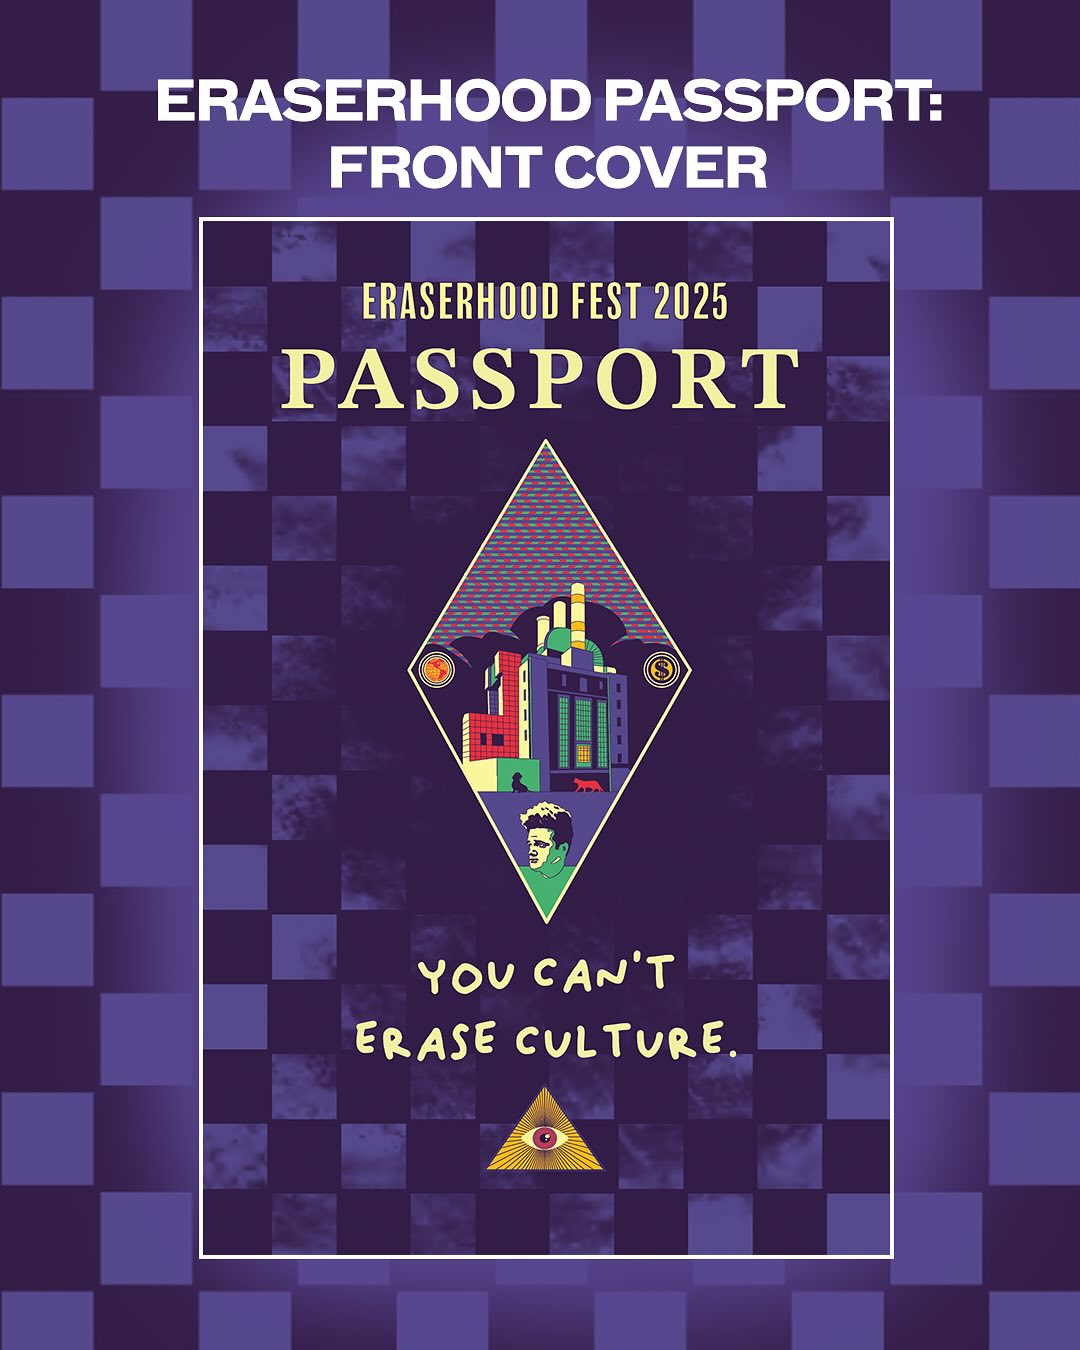 ERASERHOOD PASSPORT:
FRONT COVER
ERASERHOOD FEST 2025
PASSPORT
$
YOU CAN'T
ERASE CULTURE.